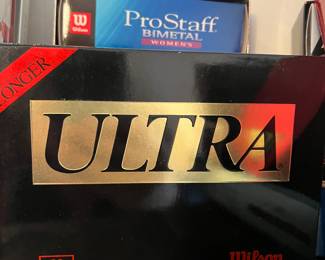 Wilson
ProStaff
BIMETAL
WOMEN'S
LONGER
ULTRA
Wilson